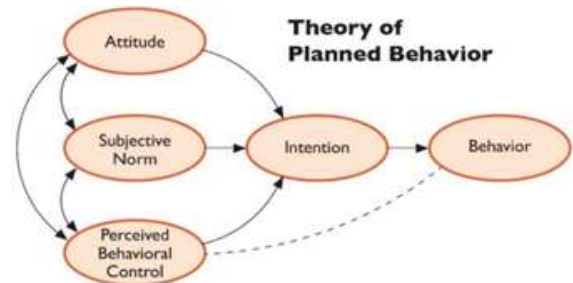 Theory of
Planned Behavior
Attitude
Subjective
Norm
Intention
Behavior
Perceived
Behavioral
Control